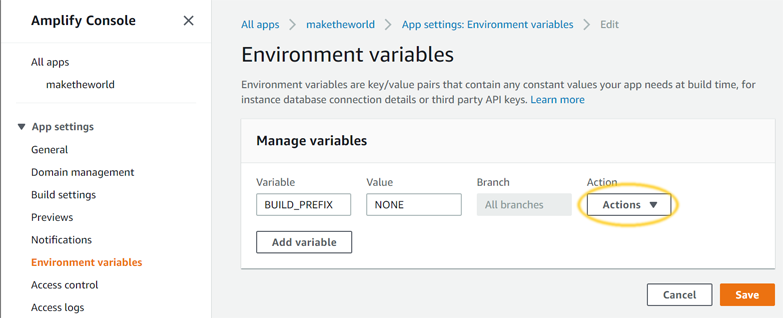 Amplify Console
All apps
maketheworld
App settings
General
Domain management
Build settings
Previews
Notifications
Environment variables
Access control
Access logs
All apps > maketheworld > App settings: Environment variables > Edit
Environment variables
Environment variables are key/value pairs that contain any constant values your app needs at build time, for
instance database connection details or third party API keys. Learn more
Manage variables
Variable Value Branch Action
BUILD_PREFIX NONE All branches Actions
Add variable
Cancel Save